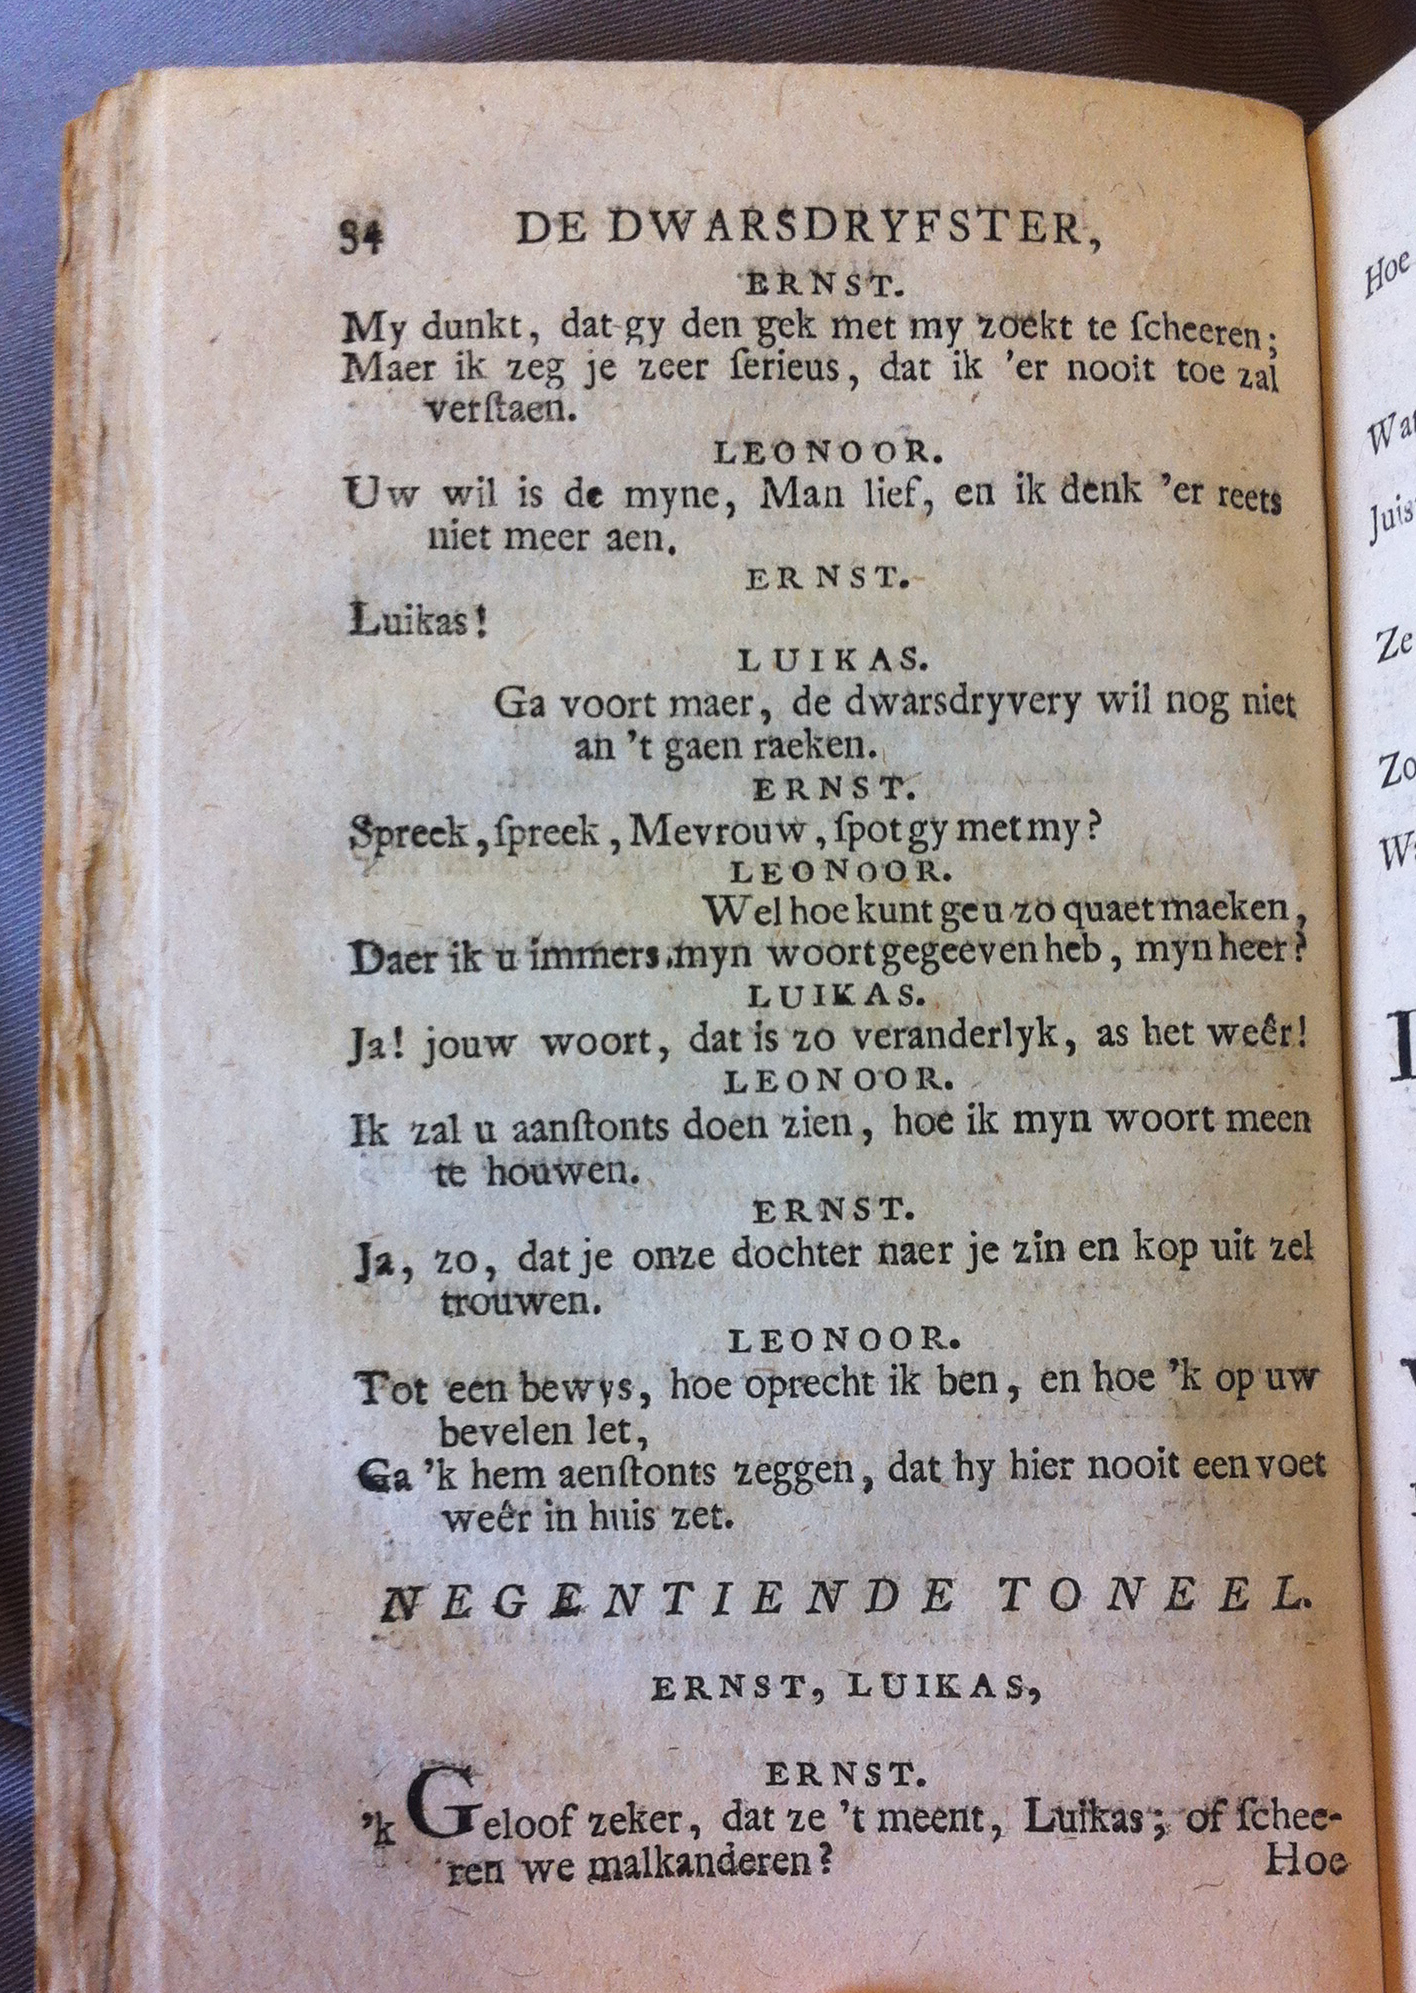 84 DE DWARSDRYFSTER,
ERNST.
My dunkt, dat gy den gek met my zoekt te ſcheeren;
Maer ik zeg je zeer ſerieus, dat ik 'er nooit toe zal
verſtaen.
LEONOOR.
Uw wil is de myne, Man lief, en ik denk 'er reets
niet meer aen.
ERNST.
Luikas!
LUIKAS.
Ga voort maer, de dwarsdryvery wil nog niet
an 't gaen raeken.
ERNST.
Spreek, ſpreek, Mevrouw, ſpot gy met my?
LEONOOR.
Wel hoe kunt ge u zo quaet maeken,
Daer ik u immers myn woort gegeeven heb, myn heer?
LUIKAS.
Ja! jouw woort, dat is zo veranderlyk, as het weêr!
LEONOOR.
Ik zal u aanſtonts doen zien, hoe ik myn woort meen
te houwen.
ERNST.
Ja, zo, dat je onze dochter naer je zin en kop uit zel
trouwen.
LEONOOR.
Tot een bewys, hoe oprecht ik ben, en hoe 'k op uw
bevelen let,
Ga 'k hem aenſtonts zeggen, dat hy hier nooit een voet
weêr in huis zet.
NEGENTIENDE TONEEL.
ERNST, LUIKAS,
ERNST.
'k Geloof zeker, dat ze 't meent, Luikas; of ſchee-
ren we malkanderen?
Hoe
Hoe
Ze
Zo